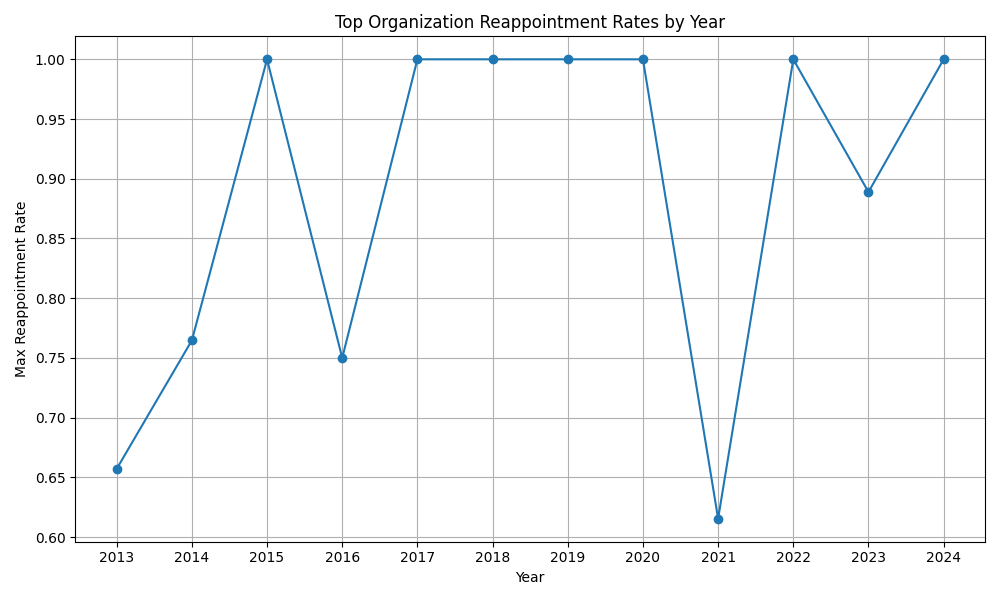 Top Organization Reappointment Rates by Year
Max Reappointment Rate
1.00
0.95
0.90
0.85
0.80
0.75
0.70
0.65
0.60
2013 2014 2015 2016 2017 2018 2019 2020 2021 2022 2023 2024
Year